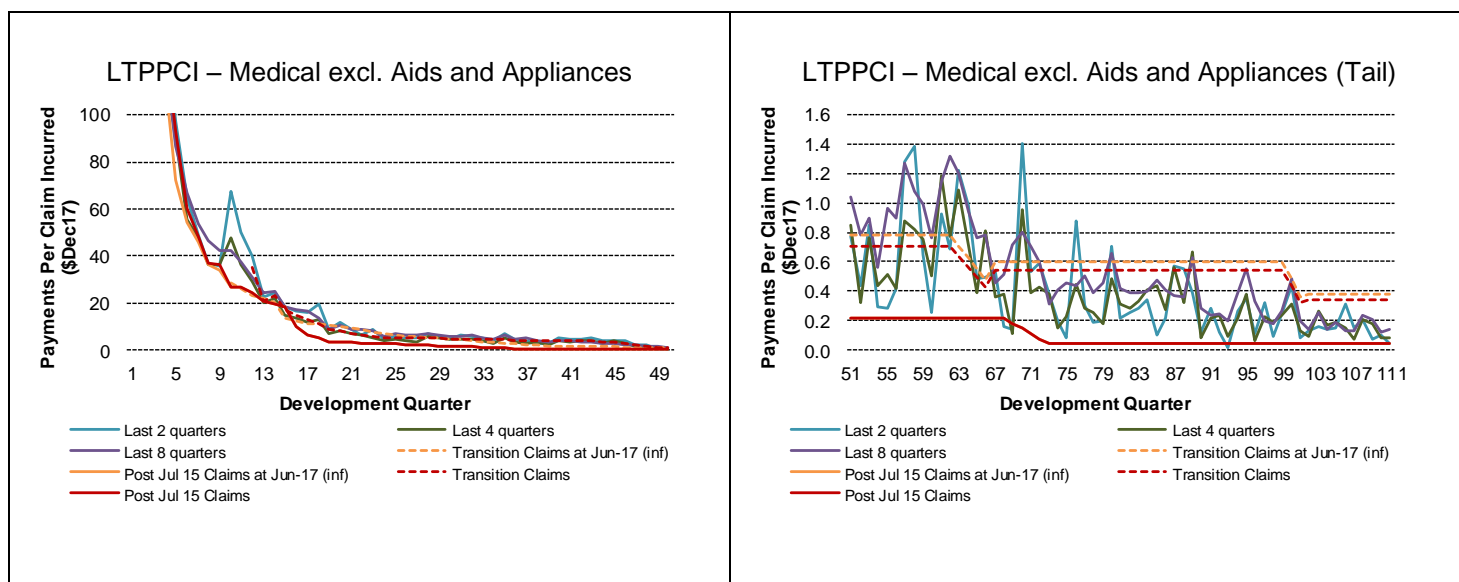 LTPPCI – Medical excl. Aids and Appliances
Payments Per Claim Incurred
($Dec17)
100
80
60
40
20
0
1 5 9 13 17 21 25 29 33 37 41 45 49
Development Quarter
Last 2 quarters Last 4 quarters
Last 8 quarters Transition Claims at Jun-17 (inf)
Post Jul 15 Claims at Jun-17 (inf) Transition Claims
Post Jul 15 Claims
LTPPCI – Medical excl. Aids and Appliances (Tail)
Payments Per Claim Incurred
($Dec17)
1.6
1.4
1.2
1.0
0.8
0.6
0.4
0.2
0.0
51 55 59 63 67 71 75 79 83 87 91 95 99 103 107 111
Development Quarter
Last 2 quarters Last 4 quarters
Last 8 quarters Transition Claims at Jun-17 (inf)
Post Jul 15 Claims at Jun-17 (inf) Transition Claims
Post Jul 15 Claims